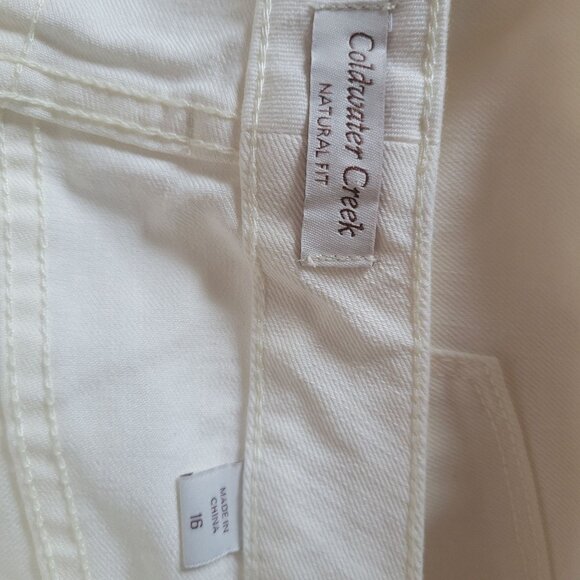 Coldwater Creek
NATURAL FIT
MADE IN
CHINA
16